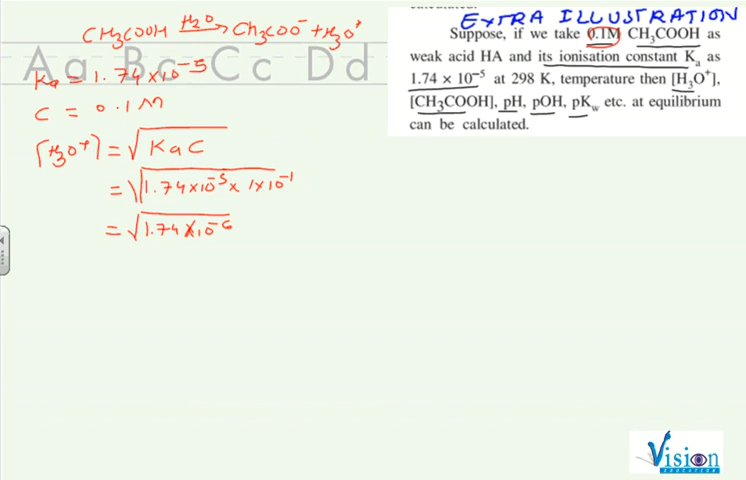 EXTRA ILLUSTRATION
Suppose, if we take 0.1M CH₃COOH as
weak acid HA and its ionisation constant Kₐ as
1.74 × 10⁻⁵ at 298 K, temperature then [H₃O⁺],
[CH₃COOH], pH, pOH, pK_w etc. at equilibrium
can be calculated.
CH₃COOH H₂O→ CH₃COO⁻ + H₃O⁺
Aa Bb Cc Dd
Ka = 1.74×10⁻⁵
C = 0.1 M
[H₃O⁺] = √KaC
= √1.74×10⁻⁵ × 1×10⁻¹
= √1.74×10⁻⁶
Vision
EDUCATION